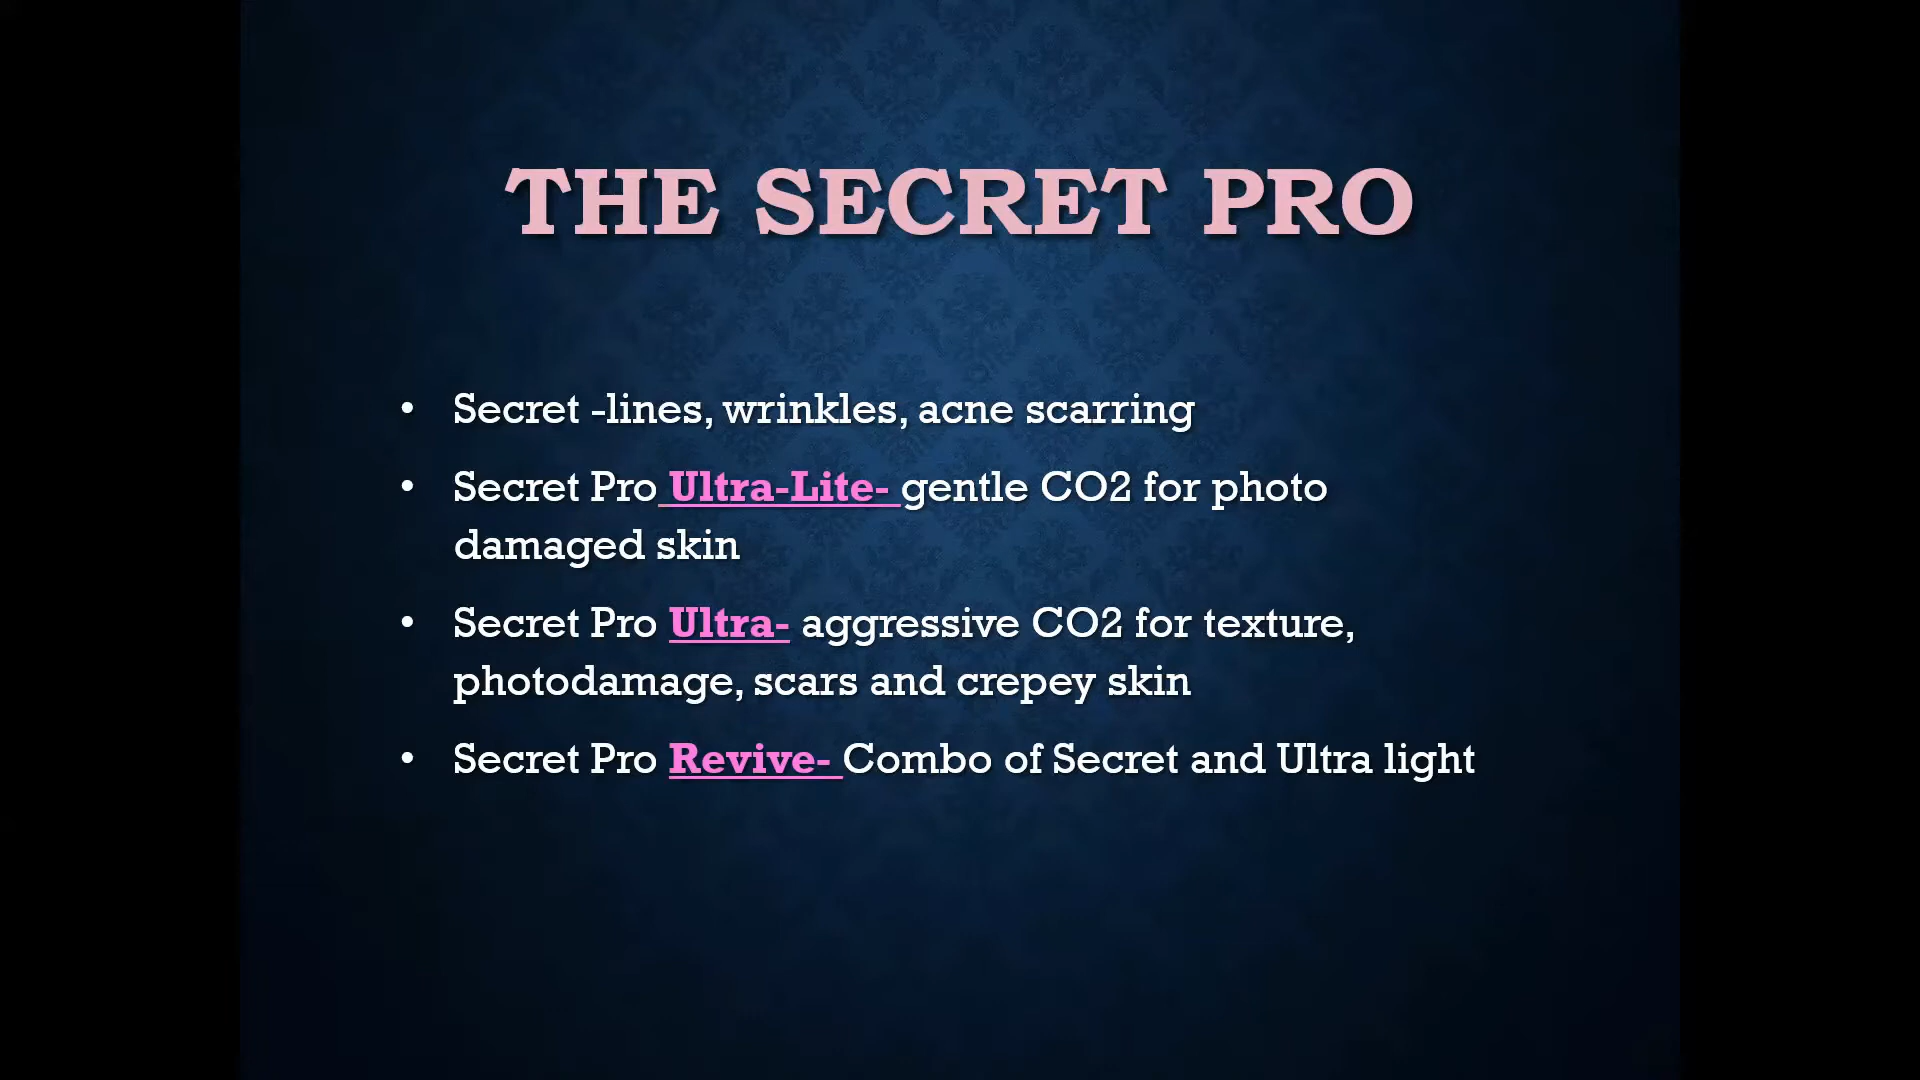 THE SECRET PRO
• Secret -lines, wrinkles, acne scarring
• Secret Pro Ultra-Lite- gentle CO2 for photo
damaged skin
• Secret Pro Ultra- aggressive CO2 for texture,
photodamage, scars and crepey skin
• Secret Pro Revive- Combo of Secret and Ultra light